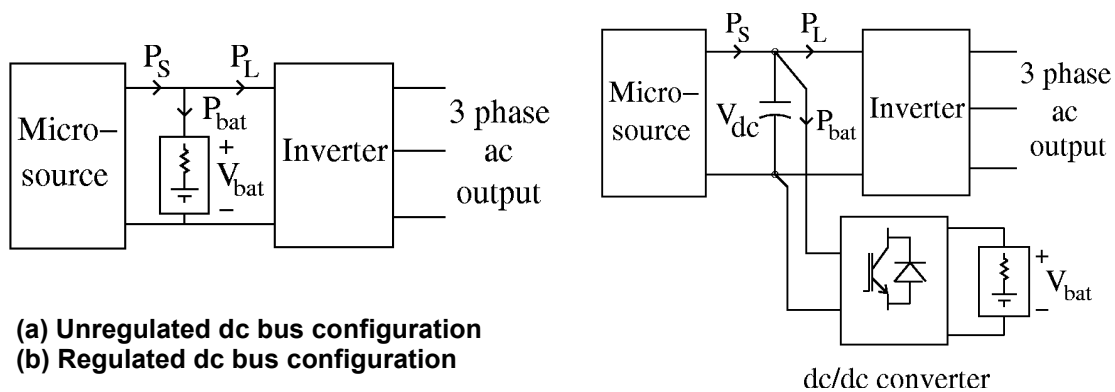 P_S P_L
Micro–
source
P_bat
+
V_bat
–
Inverter
3 phase
ac
output
(a) Unregulated dc bus configuration
(b) Regulated dc bus configuration
P_S P_L
Micro–
source
V_dc
P_bat
Inverter
3 phase
ac
output
+
V_bat
–
dc/dc converter